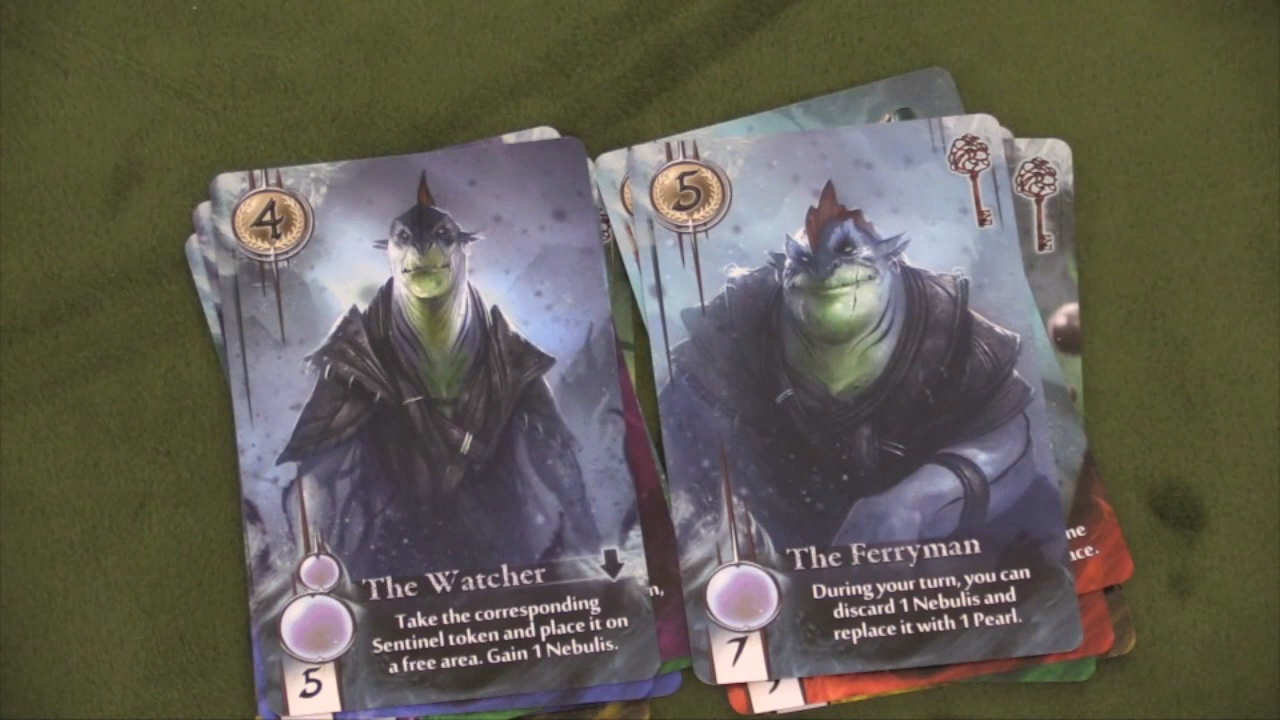 4
The Watcher
Take the corresponding
Sentinel token and place it on
a free area. Gain 1 Nebulis.
5
5
The Ferryman
During your turn, you can
discard 1 Nebulis and
replace it with 1 Pearl.
7